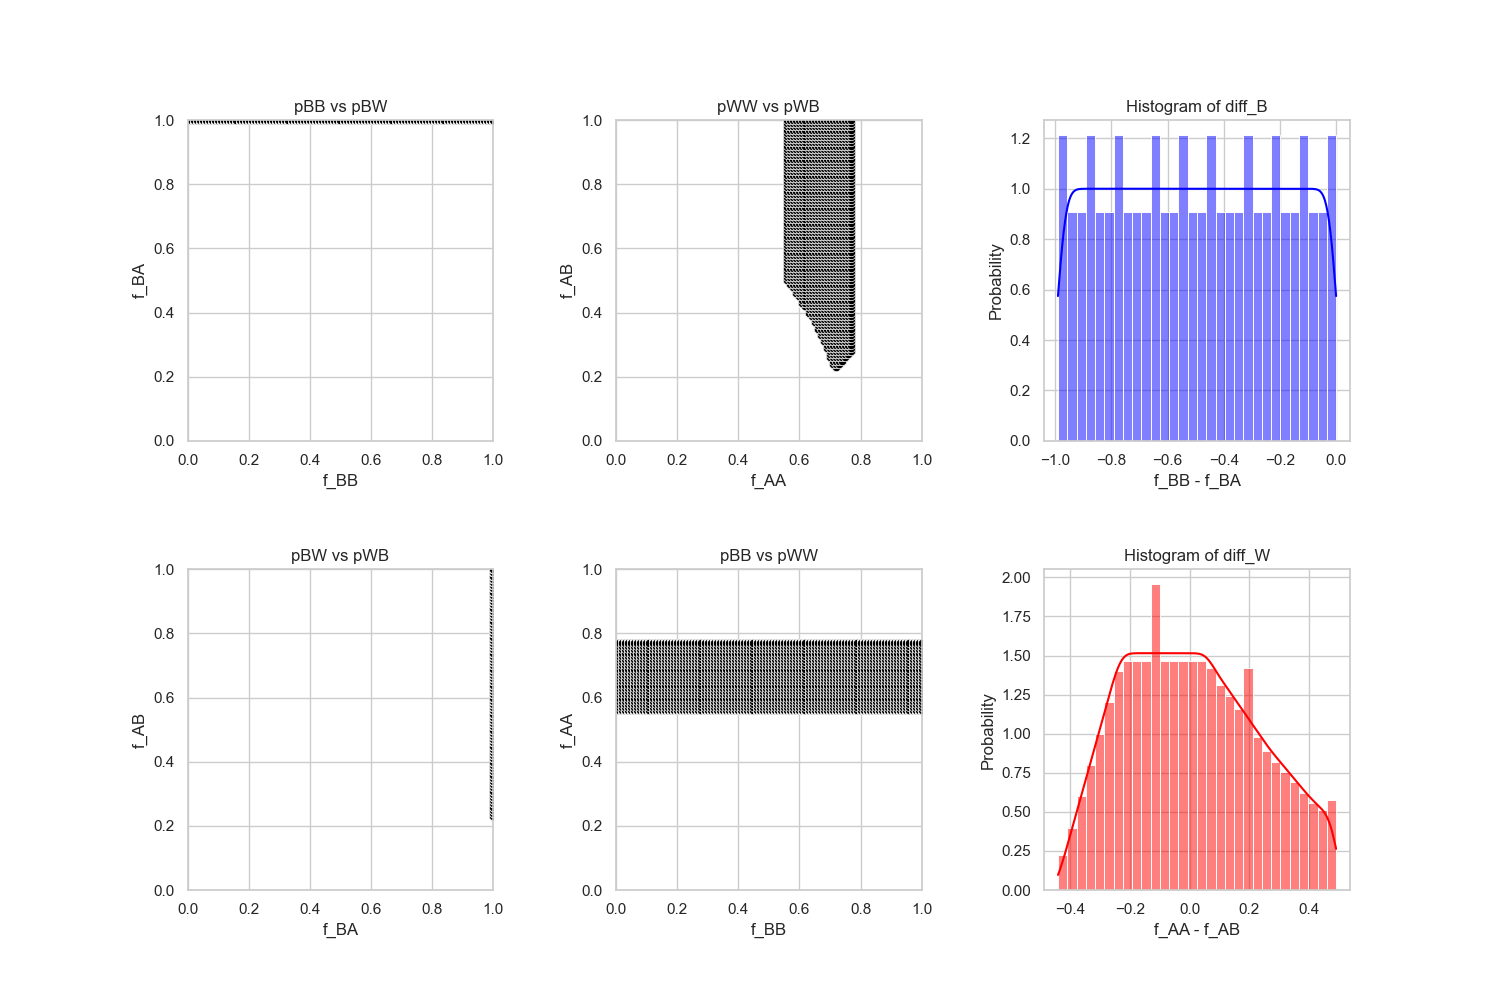 pBB vs pBW
1.0
0.8
0.6
0.4
0.2
0.0
f_BA
0.0 0.2 0.4 0.6 0.8 1.0
f_BB
pWW vs pWB
1.0
0.8
0.6
0.4
0.2
0.0
f_AB
0.0 0.2 0.4 0.6 0.8 1.0
f_AA
Histogram of diff_B
1.2
1.0
0.8
0.6
0.4
0.2
0.0
Probability
−1.0 −0.8 −0.6 −0.4 −0.2 0.0
f_BB - f_BA
pBW vs pWB
1.0
0.8
0.6
0.4
0.2
0.0
f_AB
0.0 0.2 0.4 0.6 0.8 1.0
f_BA
pBB vs pWW
1.0
0.8
0.6
0.4
0.2
0.0
f_AA
0.0 0.2 0.4 0.6 0.8 1.0
f_BB
Histogram of diff_W
2.00
1.75
1.50
1.25
1.00
0.75
0.50
0.25
0.00
Probability
−0.4 −0.2 0.0 0.2 0.4
f_AA - f_AB